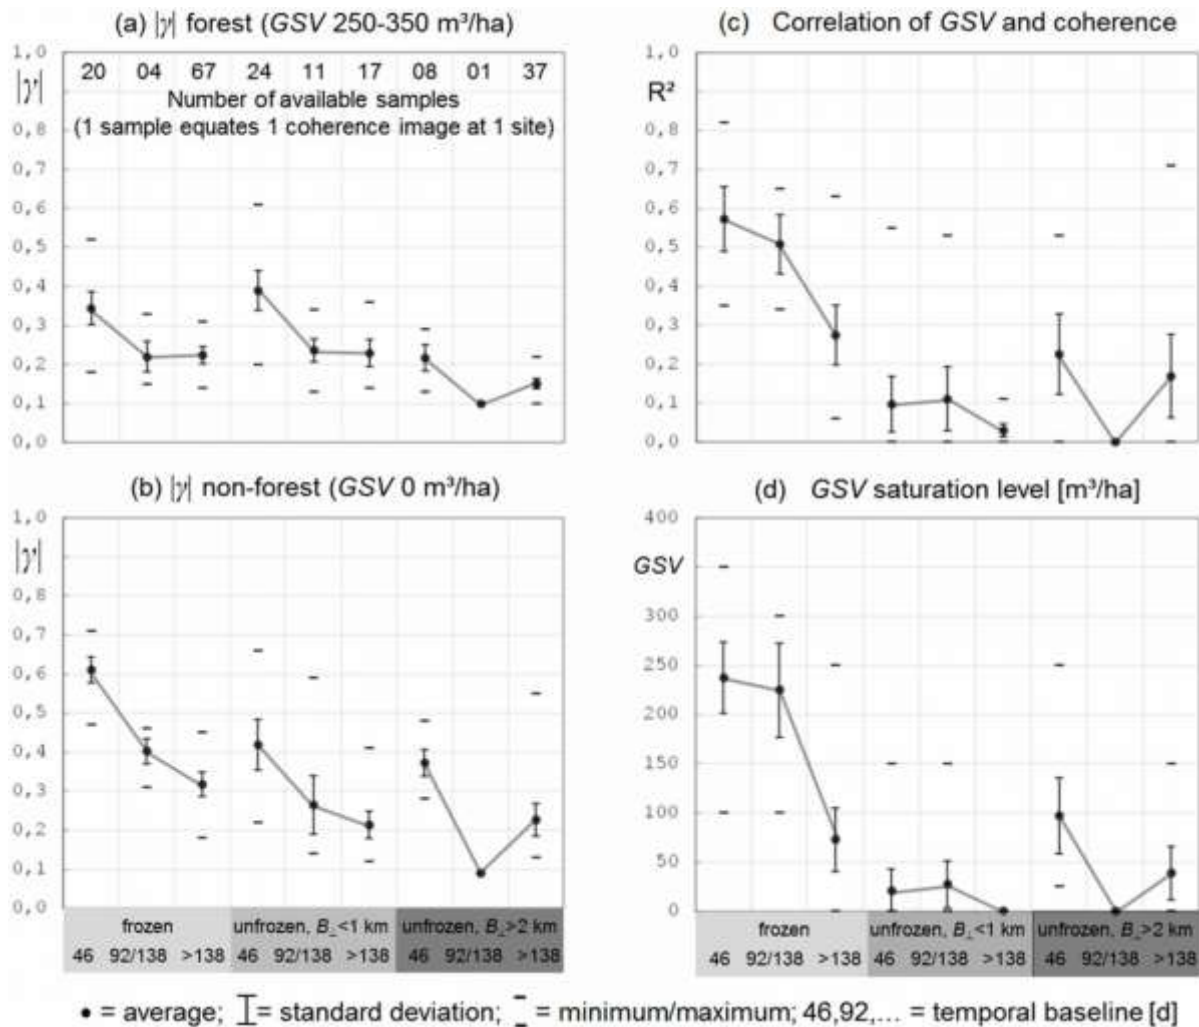 (a) |γ| forest (GSV 250-350 m³/ha)
1,0
|γ|
0,9
0,8
0,7
0,6
0,5
0,4
0,3
0,2
0,1
0,0
20 04 67 24 11 17 08 01 37
Number of available samples
(1 sample equates 1 coherence image at 1 site)
(b) |γ| non-forest (GSV 0 m³/ha)
1,0
|γ|
0,9
0,8
0,7
0,6
0,5
0,4
0,3
0,2
0,1
0,0
frozen unfrozen, B⊥<1 km unfrozen, B⊥>2 km
46 92/138 >138 46 92/138 >138 46 92/138 >138
(c) Correlation of GSV and coherence
1,0
R²
0,9
0,8
0,7
0,6
0,5
0,4
0,3
0,2
0,1
0,0
(d) GSV saturation level [m³/ha]
400
GSV
300
250
200
150
100
50
0
frozen unfrozen, B⊥<1 km unfrozen, B⊥>2 km
46 92/138 >138 46 92/138 >138 46 92/138 >138
• = average; = standard deviation; = minimum/maximum; 46,92,... = temporal baseline [d]